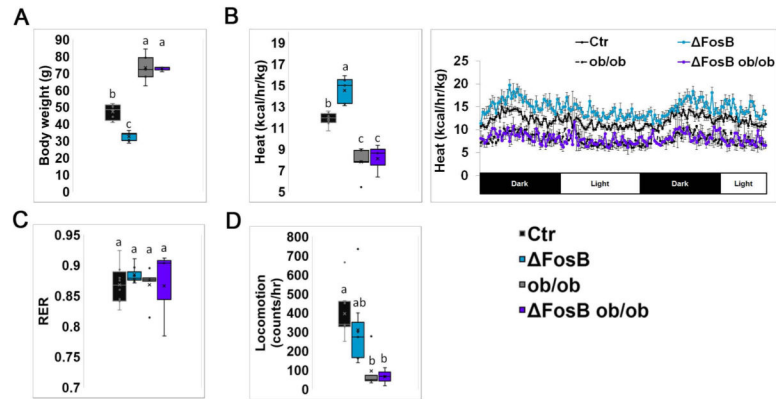 A
Body weight (g)
90
80
70
60
50
40
30
20
10
0
b
c
a
a
B
Heat (kcal/hr/kg)
19
17
15
13
11
9
7
5
b
a
c
c
Heat (kcal/hr/kg)
25
20
15
10
5
0
Ctr
ΔFosB
ob/ob
ΔFosB ob/ob
Dark
Light
Dark
Light
C
RER
0.95
0.9
0.85
0.8
0.75
0.7
a
a
a
a
D
Locomotion
(counts/hr)
800
700
600
500
400
300
200
100
0
a
ab
b
b
Ctr
ΔFosB
ob/ob
ΔFosB ob/ob